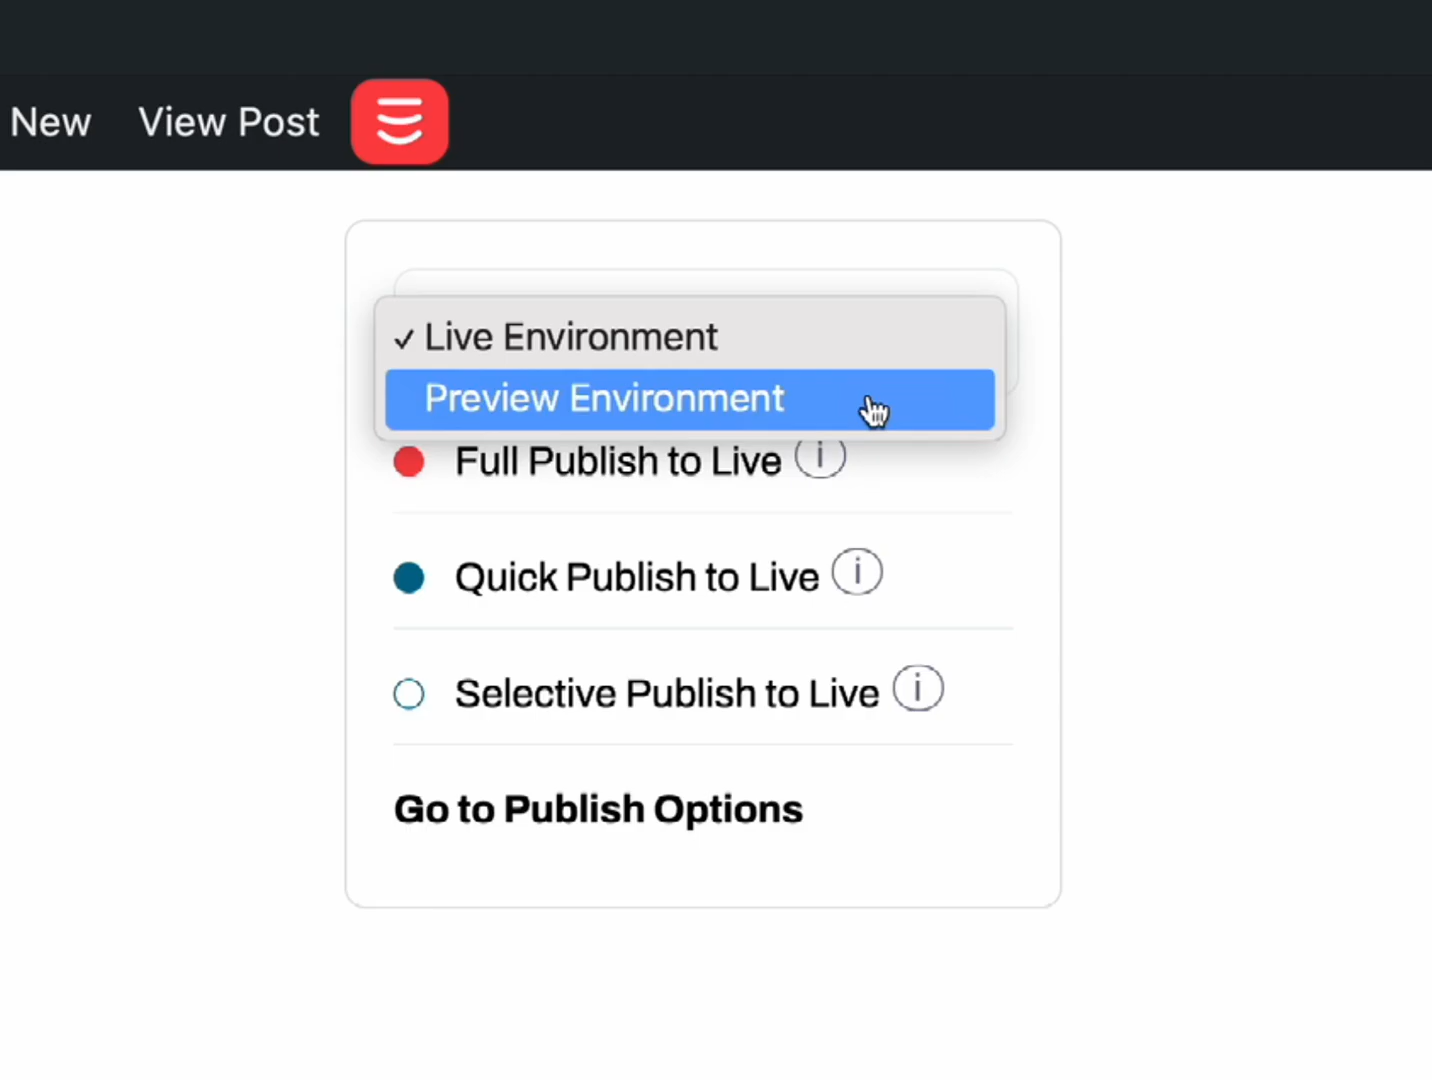 New View Post
✓ Live Environment
Preview Environment
Full Publish to Live i
Quick Publish to Live i
Selective Publish to Live i
Go to Publish Options